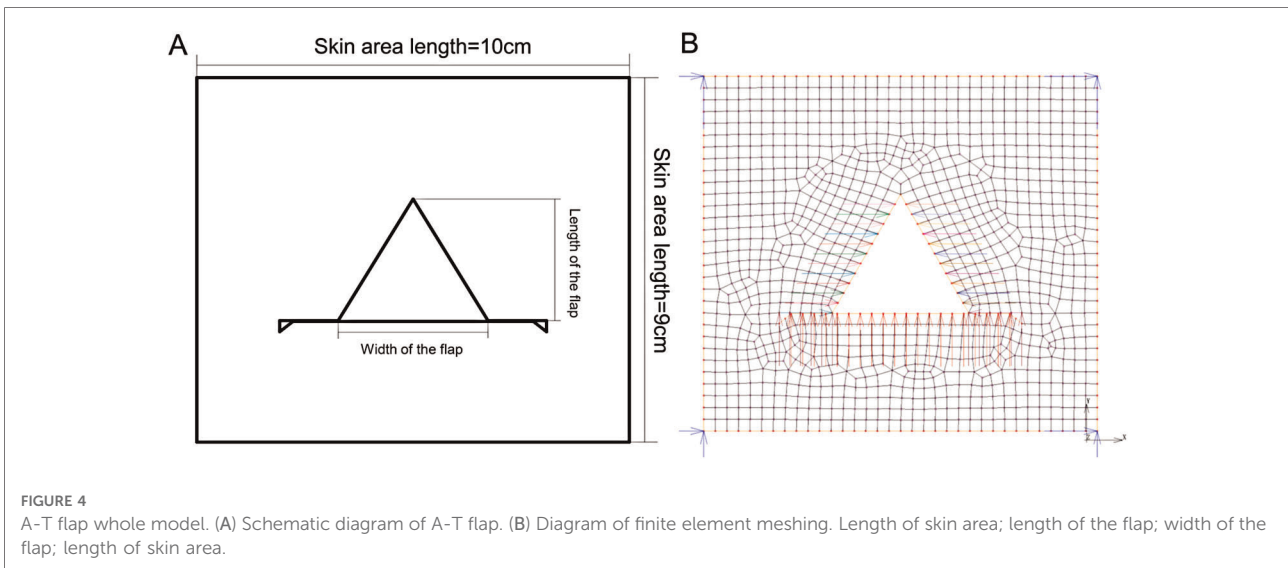 A
Skin area length=10cm
B
Length of the flap
Skin area length=9cm
Width of the flap
Y
Z
X
FIGURE 4
A-T flap whole model. (A) Schematic diagram of A-T flap. (B) Diagram of finite element meshing. Length of skin area; length of the flap; width of the
flap; length of skin area.